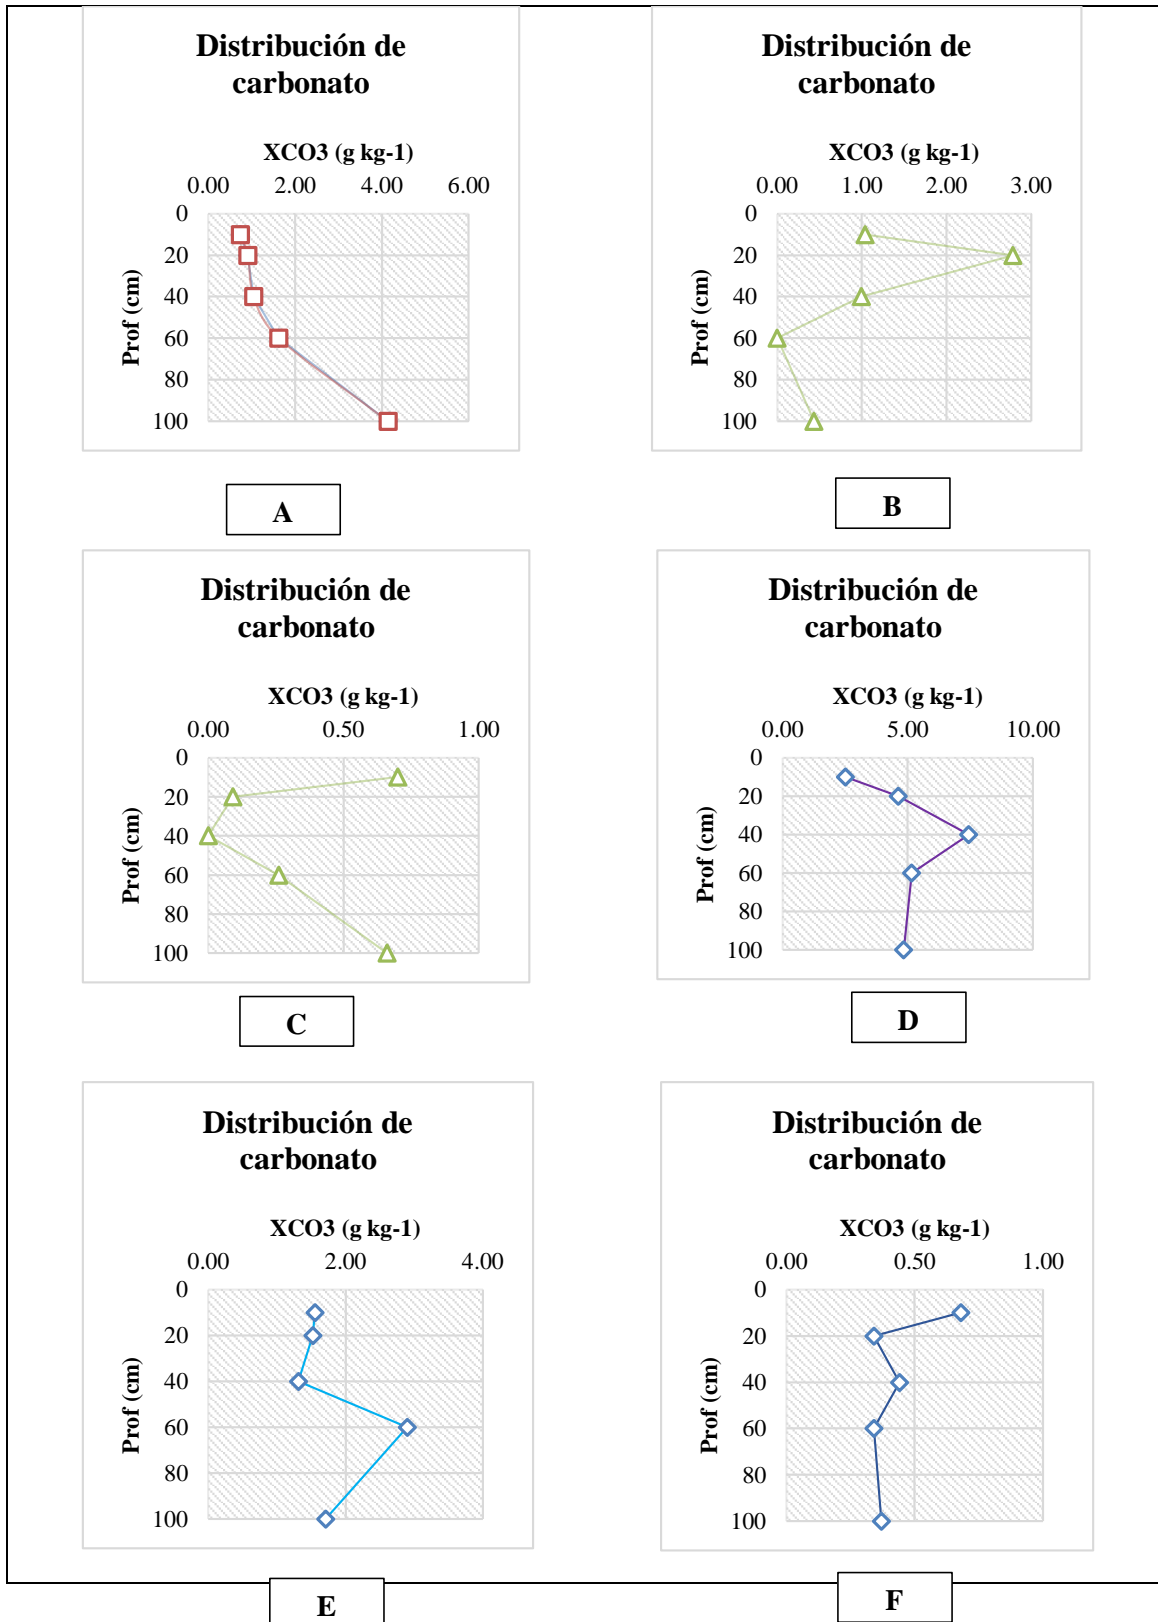 Distribución de
carbonato
XCO3 (g kg-1)
0.00 2.00 4.00 6.00
0
20
40
60
80
100
Prof (cm)
A
Distribución de
carbonato
XCO3 (g kg-1)
0.00 1.00 2.00 3.00
0
20
40
60
80
100
Prof (cm)
B
Distribución de
carbonato
XCO3 (g kg-1)
0.00 0.50 1.00
0
20
40
60
80
100
Prof (cm)
C
Distribución de
carbonato
XCO3 (g kg-1)
0.00 5.00 10.00
0
20
40
60
80
100
Prof (cm)
D
Distribución de
carbonato
XCO3 (g kg-1)
0.00 2.00 4.00
0
20
40
60
80
100
Prof (cm)
E
Distribución de
carbonato
XCO3 (g kg-1)
0.00 0.50 1.00
0
20
40
60
80
100
Prof (cm)
F